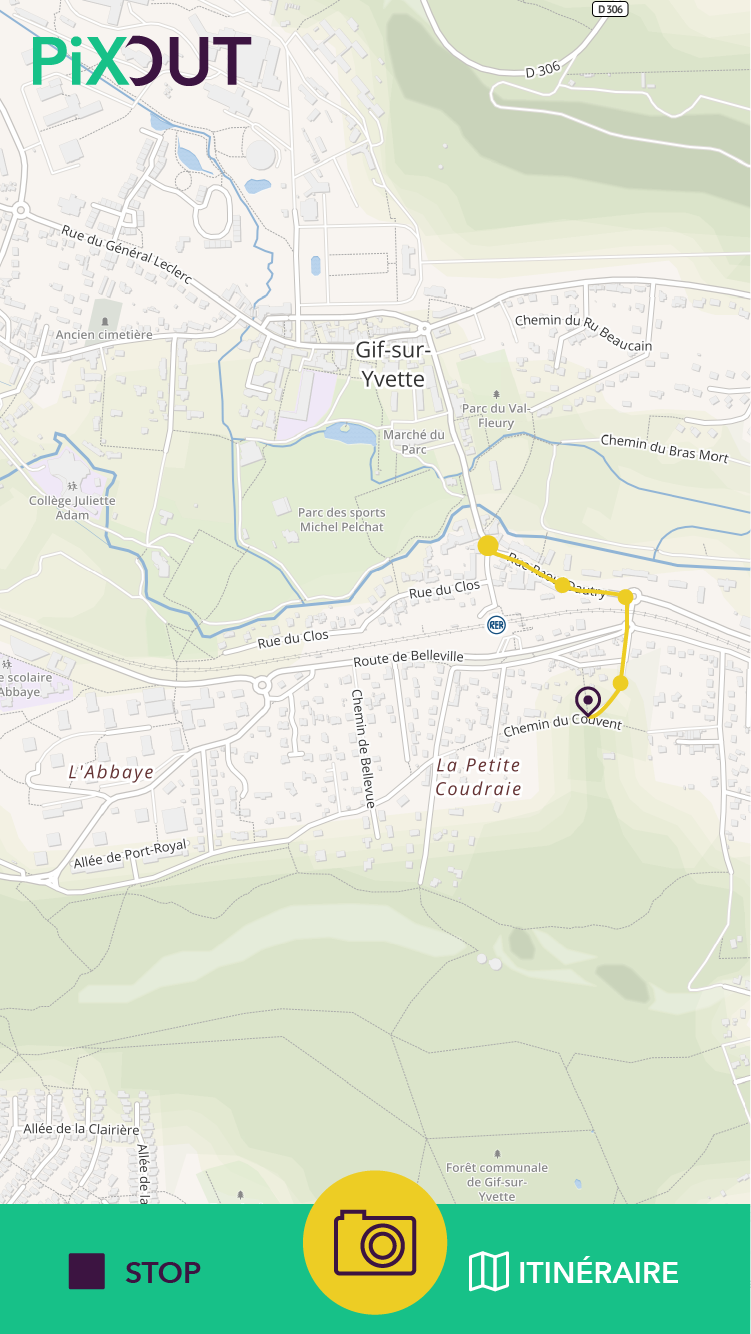 D 306
PiXOUT
D 306
Rue du Général Leclerc
Ancien cimetière
Chemin du Ru Beaucain
Gif-sur-
Yvette
Parc du Val-
Fleury
Marché du
Parc
Chemin du Bras Mort
Collège Juliette
Adam
Parc des sports
Michel Pelchat
Rue du Clos
RER
Rue du Clos
Route de Belleville
e scolaire
Abbaye
Chemin de Bellevue
Chemin du Couvent
L'Abbaye
La Petite
Coudraie
Allée de Port-Royal
Allée de la Clairière
Allée de la
Forêt communale
de Gif-sur-
Yvette
STOP
ITINÉRAIRE